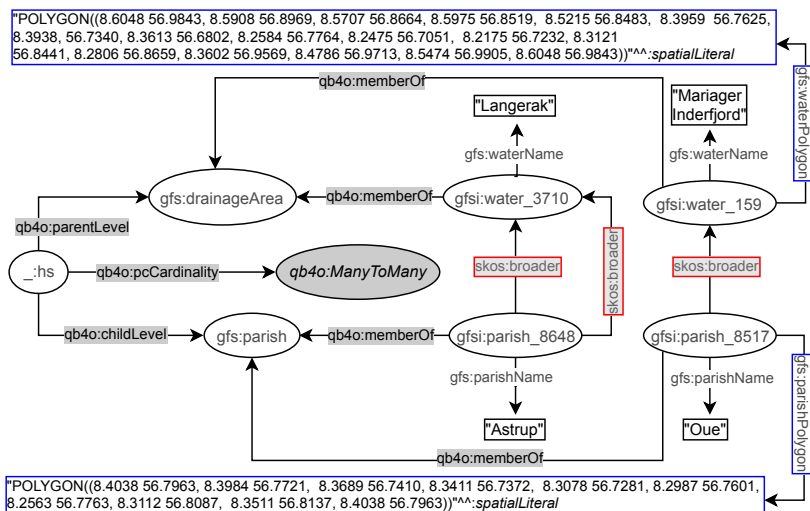 "POLYGON((8.6048 56.9843, 8.5908 56.8969, 8.5707 56.8664, 8.5975 56.8519, 8.5215 56.8483, 8.3959 56.7625,
8.3938, 56.7340, 8.3613 56.6802, 8.2584 56.7764, 8.2475 56.7051, 8.2175 56.7232, 8.3121
56.8441, 8.2806 56.8659, 8.3602 56.9569, 8.4786 56.9713, 8.5474 56.9905, 8.6048 56.9843))"^^:spatialLiteral
qb4o:memberOf
"Langerak"
"Mariager
Inderfjord"
gfs:waterPolygon
gfs:waterName
gfs:waterName
gfs:drainageArea
qb4o:memberOf
gfsi:water_3710
gfsi:water_159
qb4o:parentLevel
_:hs
qb4o:pcCardinality
qb4o:ManyToMany
skos:broader
skos:broader
skos:broader
qb4o:childLevel
gfs:parish
qb4o:memberOf
gfsi:parish_8648
gfsi:parish_8517
gfs:parishName
gfs:parishName
gfs:parishPolygon
"Astrup"
"Oue"
qb4o:memberOf
"POLYGON((8.4038 56.7963, 8.3984 56.7721, 8.3689 56.7410, 8.3411 56.7372, 8.3078 56.7281, 8.2987 56.7601,
8.2563 56.7763, 8.3112 56.8087, 8.3511 56.8137, 8.4038 56.7963))"^^:spatialLiteral